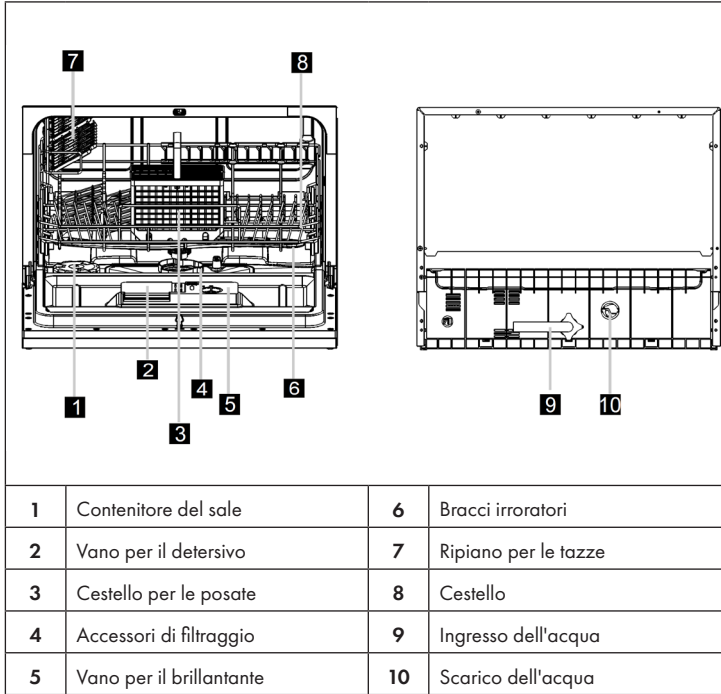 7
8
2
4
6
1
5
9
10
3
1 Contenitore del sale 6 Bracci irroratori
2 Vano per il detersivo 7 Ripiano per le tazze
3 Cestello per le posate 8 Cestello
4 Accessori di filtraggio 9 Ingresso dell'acqua
5 Vano per il brillantante 10 Scarico dell'acqua